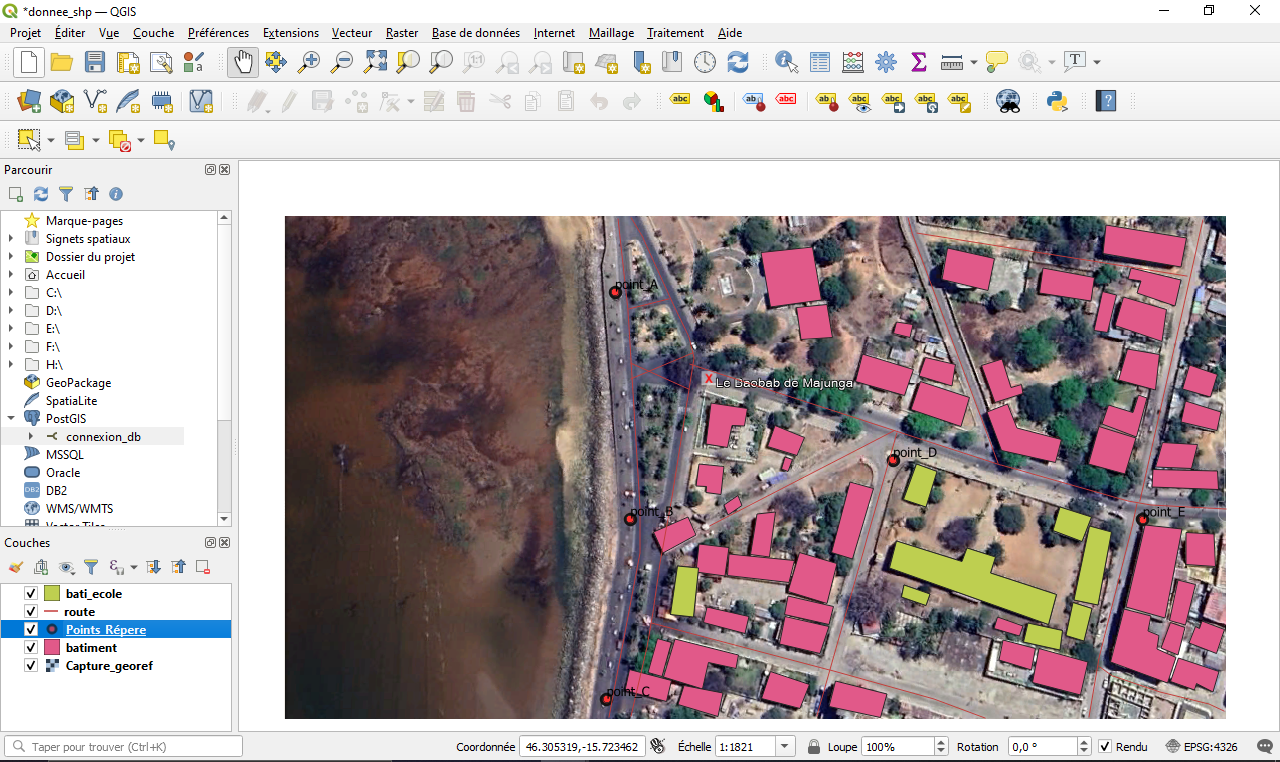 *donnee_shp — QGIS
Projet Éditer Vue Couche Préférences Extensions Vecteur Raster Base de données Internet Maillage Traitement Aide
Parcourir
Marque-pages
Signets spatiaux
Dossier du projet
Accueil
C:\
D:\
E:\
F:\
H:\
GeoPackage
SpatiaLite
PostGIS
connexion_db
MSSQL
Oracle
DB2
WMS/WMTS
Vector Tiles
Couches
bati_ecole
route
Points_Répere
batiment
Capture_georef
point_A
X Le Baobab de Majunga
point_D
point_B
point_E
point_C
Taper pour trouver (Ctrl+K)
Coordonnée 46.305319,-15.723462 Échelle 1:1821 Loupe 100% Rotation 0,0 ° Rendu EPSG:4326